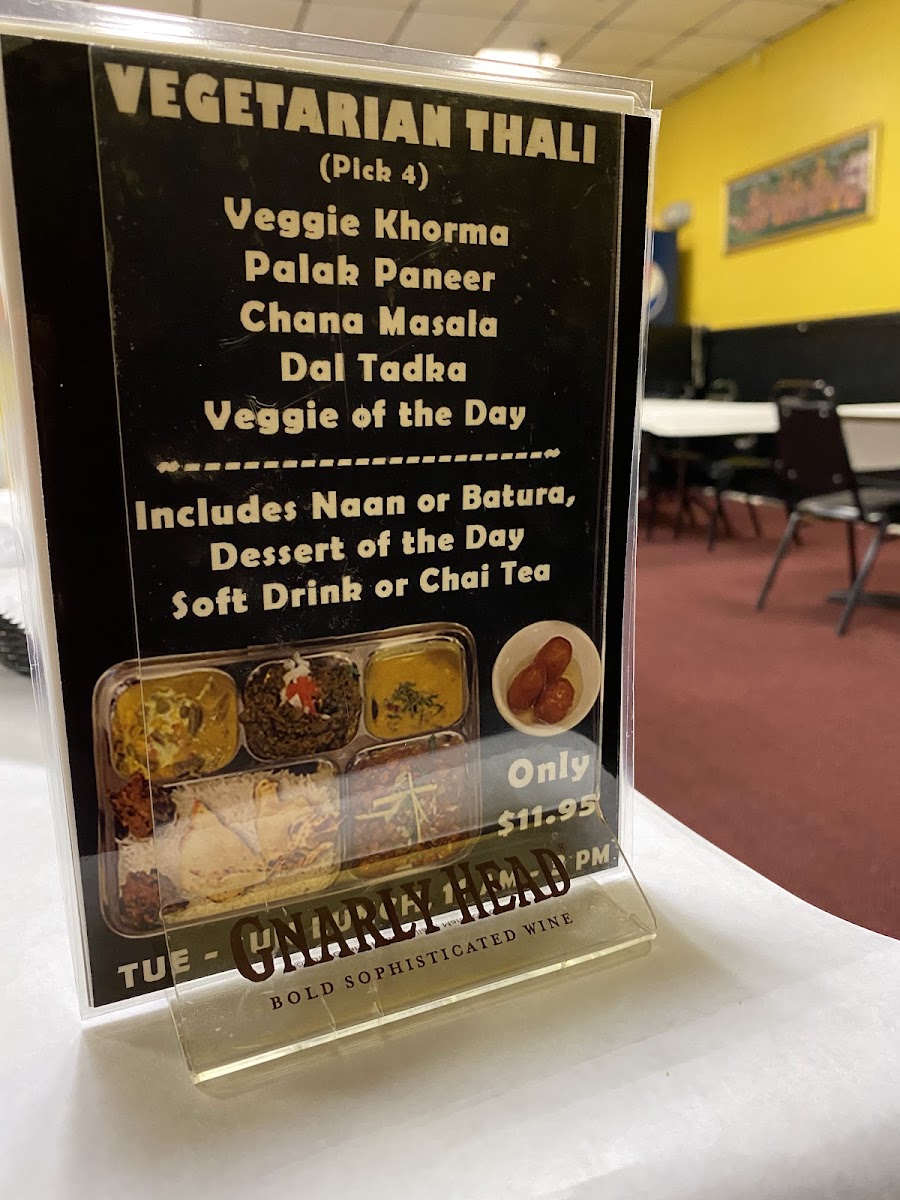 VEGETARIAN THALI
(Pick 4)
Veggie Khorma
Palak Paneer
Chana Masala
Dal Tadka
Veggie of the Day
~--------------------~
Includes Naan or Batura,
Dessert of the Day
Soft Drink or Chai Tea
Only
$11.95
TUE - PM
GNARLY HEAD
BOLD SOPHISTICATED WINE